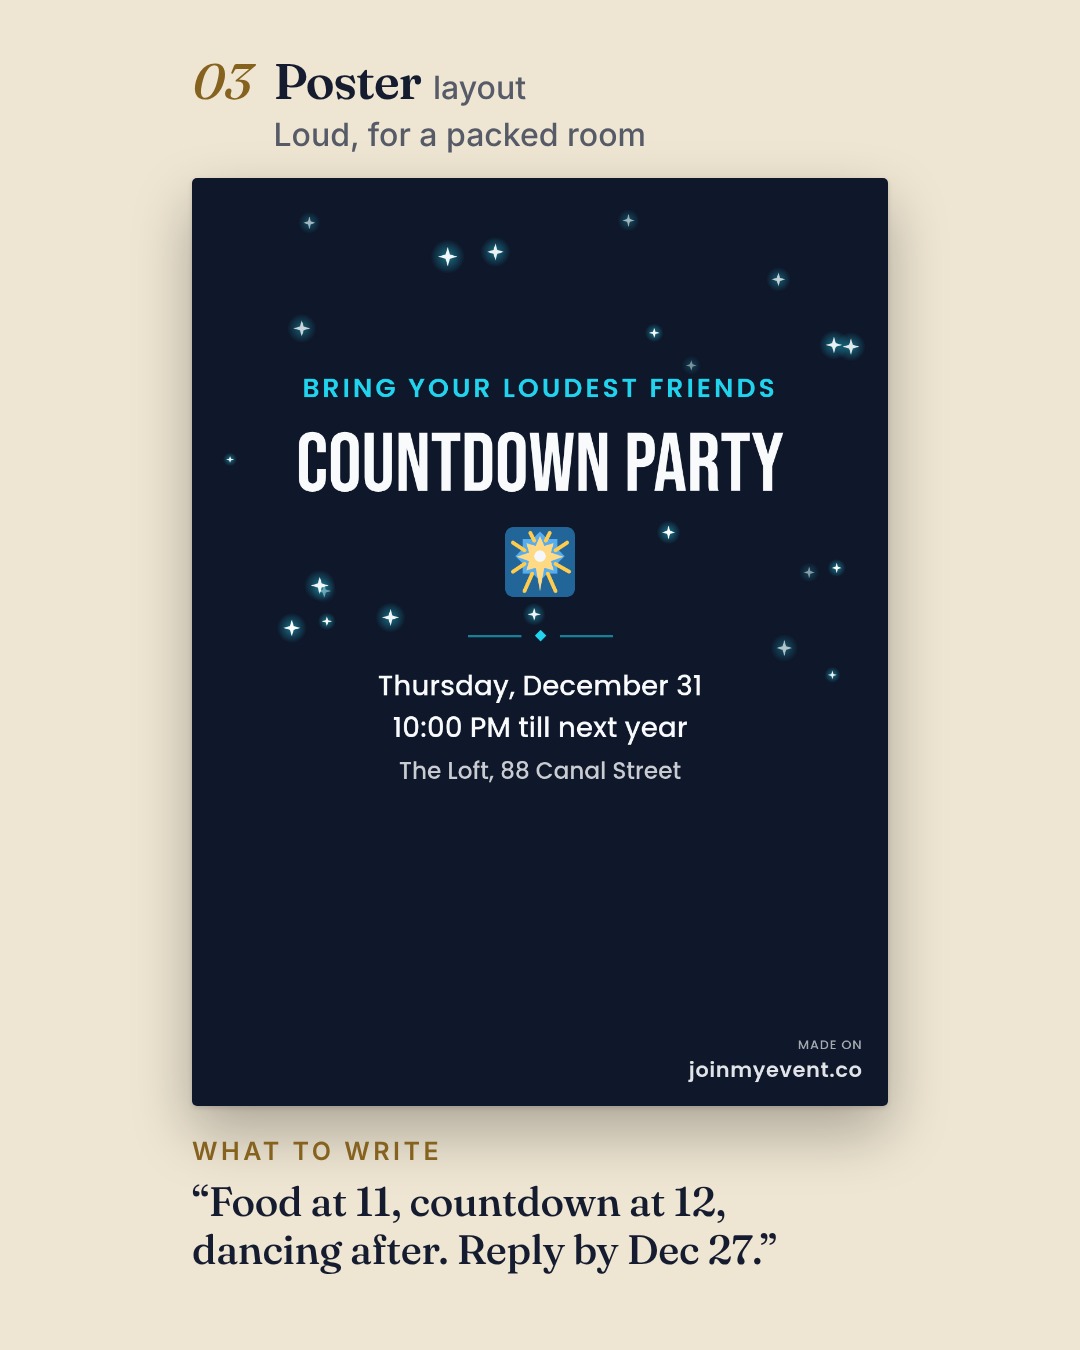 03 Poster layout
Loud, for a packed room
BRING YOUR LOUDEST FRIENDS
COUNTDOWN PARTY
Thursday, December 31
10:00 PM till next year
The Loft, 88 Canal Street
MADE ON
joinmyevent.co
WHAT TO WRITE
“Food at 11, countdown at 12,
dancing after. Reply by Dec 27.”